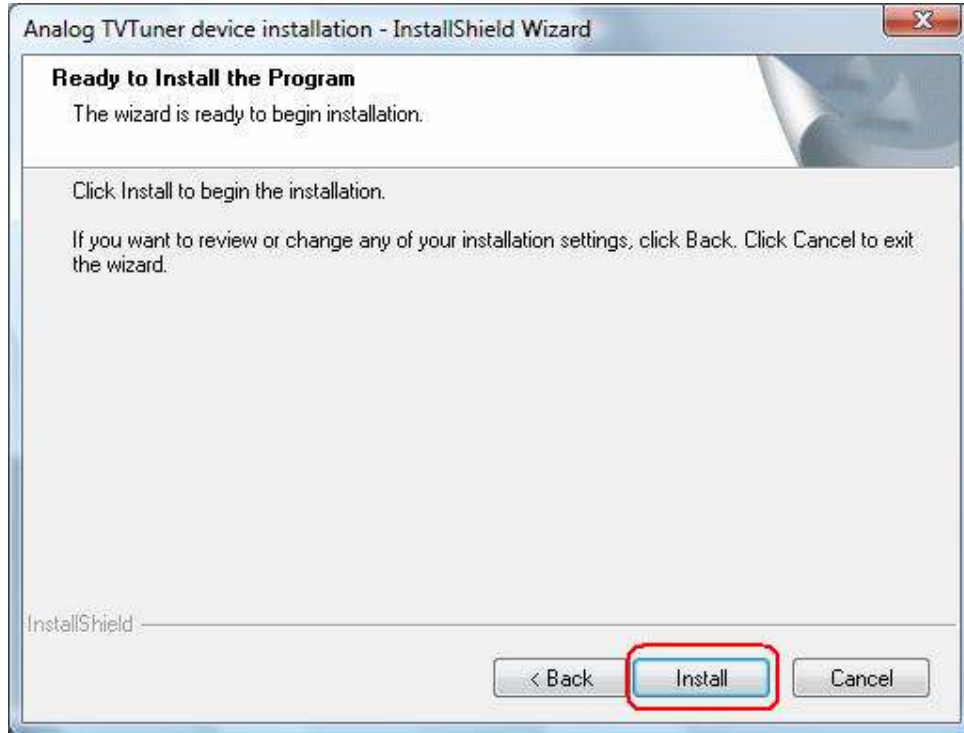 Analog TVTuner device installation - InstallShield Wizard
Ready to Install the Program
The wizard is ready to begin installation.
Click Install to begin the installation.
If you want to review or change any of your installation settings, click Back. Click Cancel to exit
the wizard.
InstallShield
< Back Install Cancel